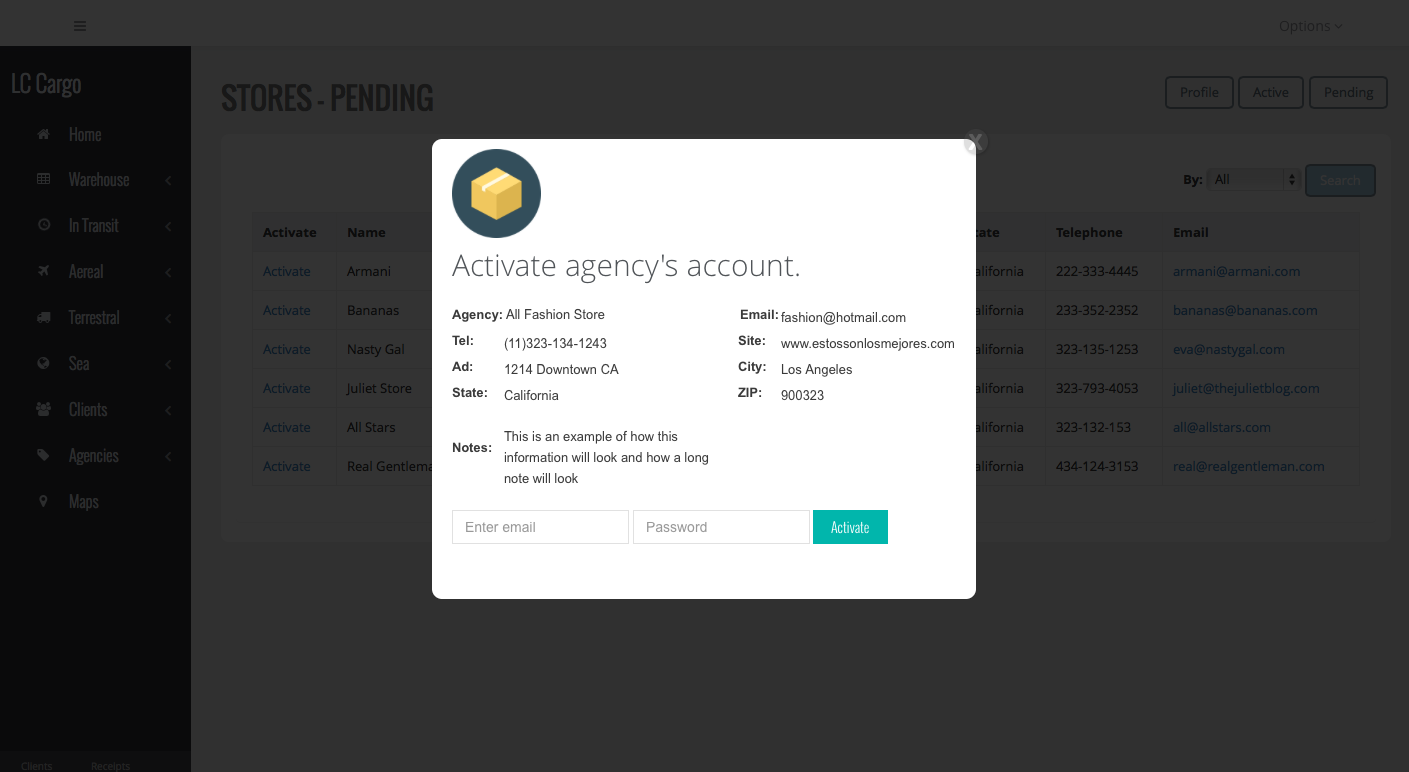 Options
LC Cargo
Home
Warehouse
In Transit
Aereal
Terrestral
Sea
Clients
Agencies
Maps
Clients Receipts
STORES - PENDING
Profile Active Pending
By: All Search
Activate Name ate Telephone Email
Activate Armani alifornia 222-333-4445 armani@armani.com
Activate Bananas alifornia 233-352-2352 bananas@bananas.com
Activate Nasty Gal alifornia 323-135-1253 eva@nastygal.com
Activate Juliet Store alifornia 323-793-4053 juliet@thejulietblog.com
Activate All Stars alifornia 323-132-153 all@allstars.com
Activate Real Gentlema alifornia 434-124-3153 real@realgentleman.com
X
Activate agency's account.
Agency: All Fashion Store Email: fashion@hotmail.com
Tel: (11)323-134-1243 Site: www.estossonlosmejores.com
Ad: 1214 Downtown CA City: Los Angeles
State: California ZIP: 900323
Notes: This is an example of how this
information will look and how a long
note will look
Enter email Password Activate